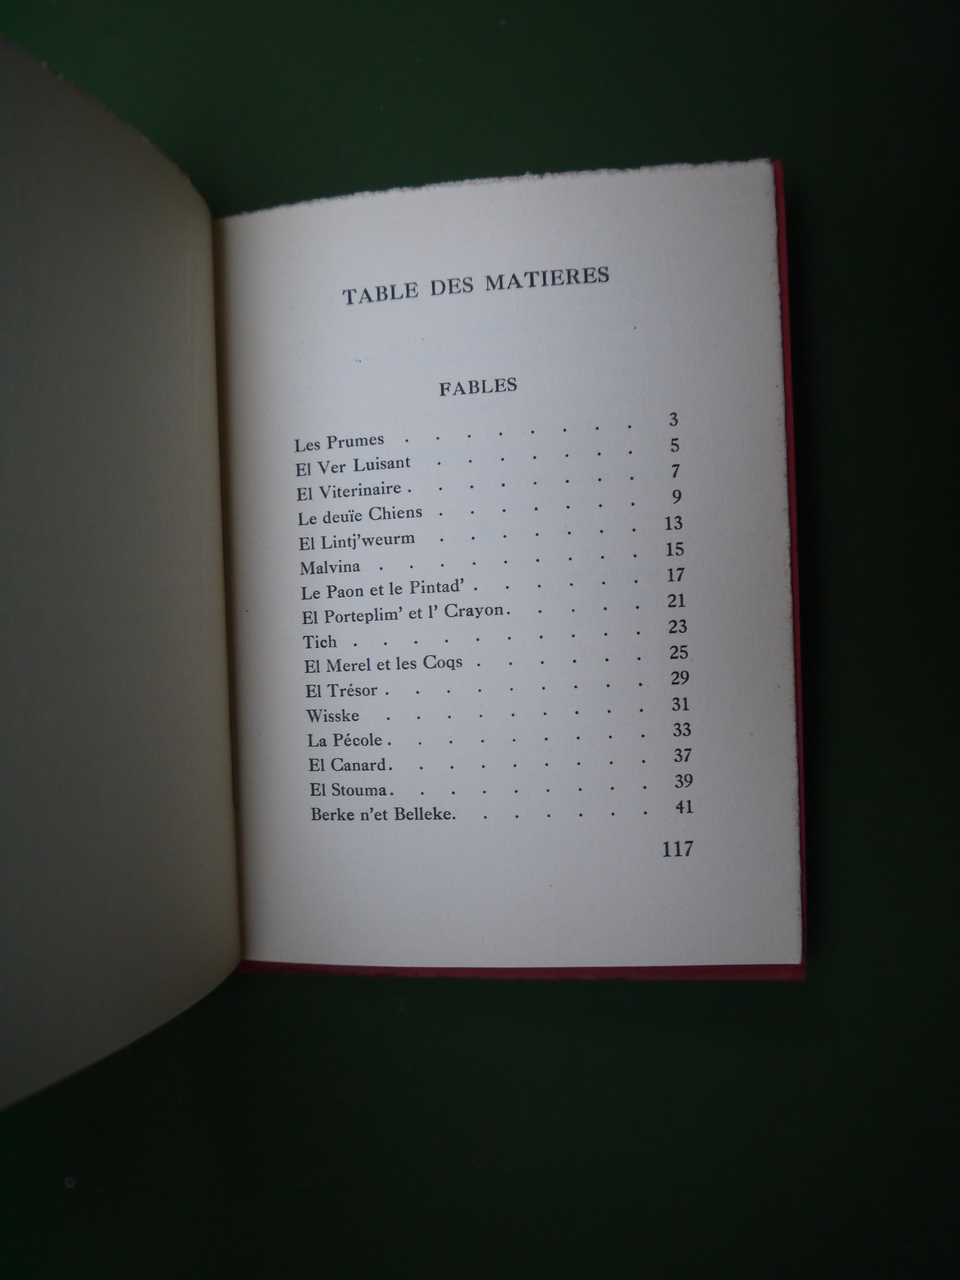 TABLE DES MATIERES
FABLES
Les Prumes . . . . . . . . 3
El Ver Luisant . . . . . . . 5
El Viterinaire . . . . . . . . 7
Le deuïe Chiens . . . . . . . 9
El Lintj'weurm . . . . . . . 13
Malvina . . . . . . . . . 15
Le Paon et le Pintad' . . . . . . 17
El Porteplim' et l' Crayon . . . . . 21
Tich . . . . . . . . . . 23
El Merel et les Coqs . . . . . . 25
El Trésor . . . . . . . . . 29
Wisske . . . . . . . . . 31
La Pécole . . . . . . . . . 33
El Canard . . . . . . . . . 37
El Stouma . . . . . . . . . 39
Berke n'et Belleke . . . . . . . 41
117